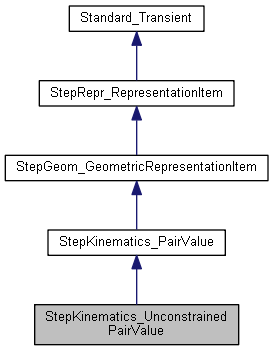 Standard_Transient
StepRepr_RepresentationItem
StepGeom_GeometricRepresentationItem
StepKinematics_PairValue
StepKinematics_Unconstrained
PairValue